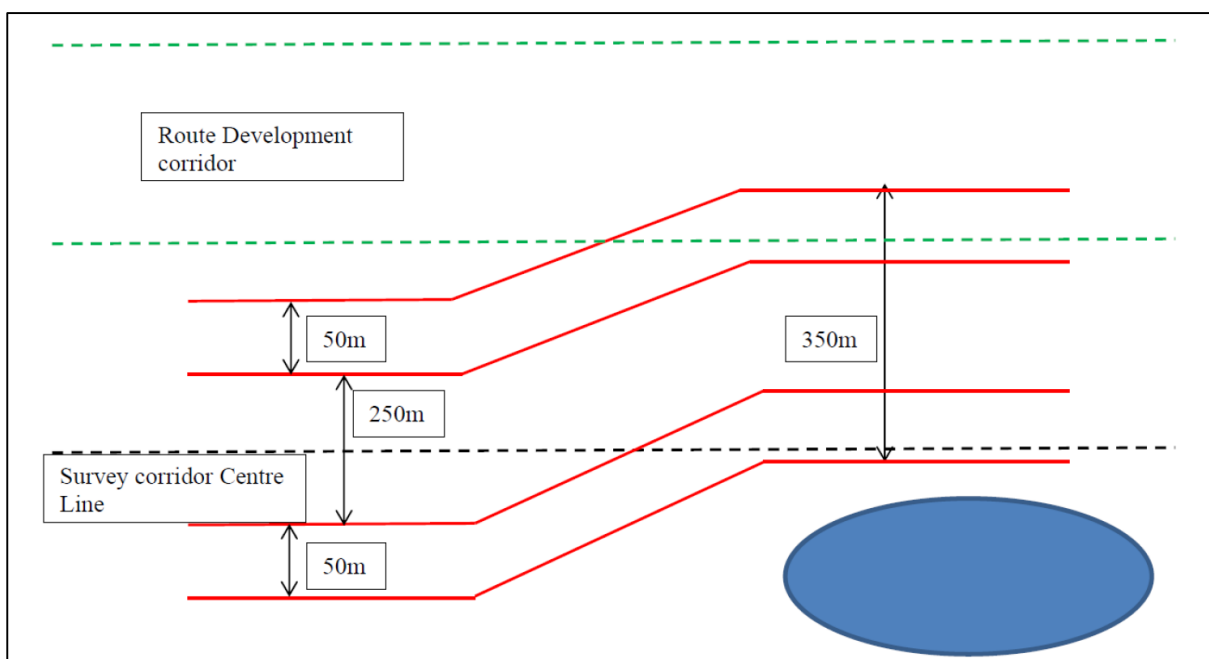 Route Development
corridor
50m
350m
250m
Survey corridor Centre
Line
50m